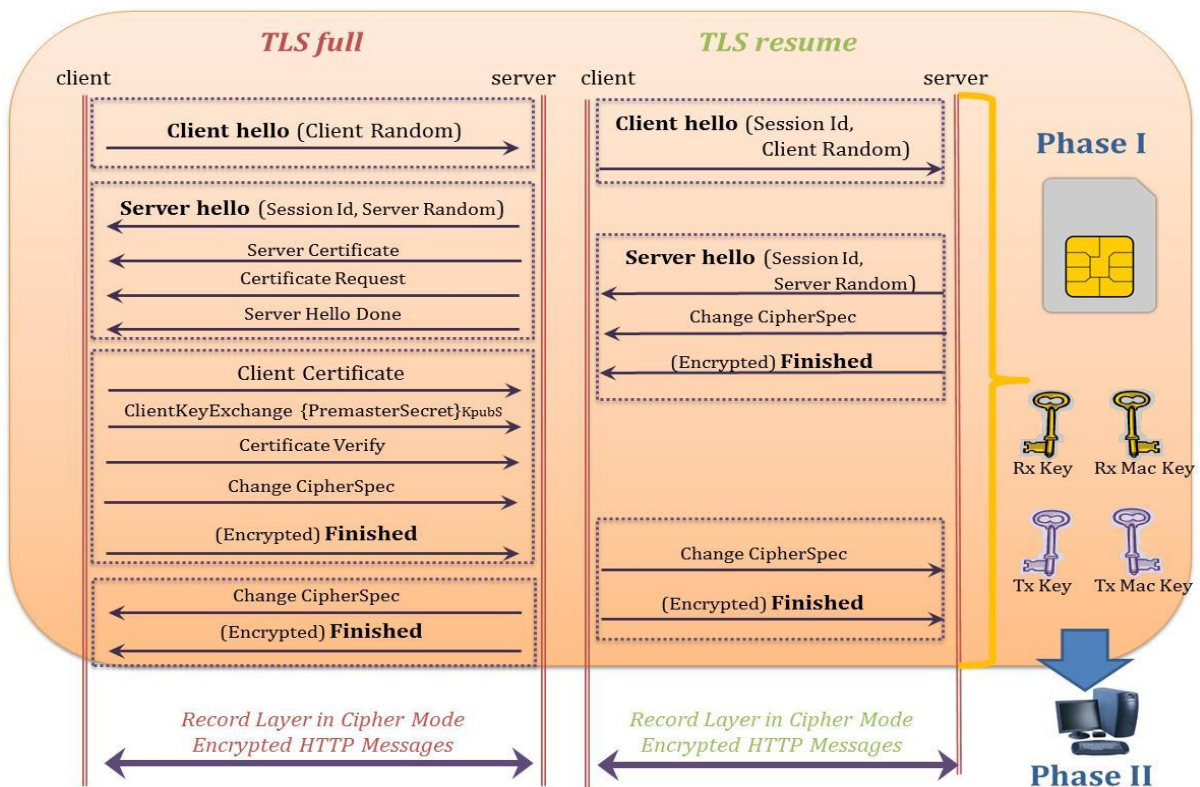 TLS full
client
server
Client hello (Client Random)
Server hello (Session Id, Server Random)
Server Certificate
Certificate Request
Server Hello Done
Client Certificate
ClientKeyExchange {PremasterSecret}KpubS
Certificate Verify
Change CipherSpec
(Encrypted) Finished
Change CipherSpec
(Encrypted) Finished
Record Layer in Cipher Mode
Encrypted HTTP Messages
TLS resume
client
server
Client hello (Session Id,
Client Random)
Server hello (Session Id,
Server Random)
Change CipherSpec
(Encrypted) Finished
Change CipherSpec
(Encrypted) Finished
Record Layer in Cipher Mode
Encrypted HTTP Messages
Phase I
Rx Key
Rx Mac Key
Tx Key
Tx Mac Key
Phase II